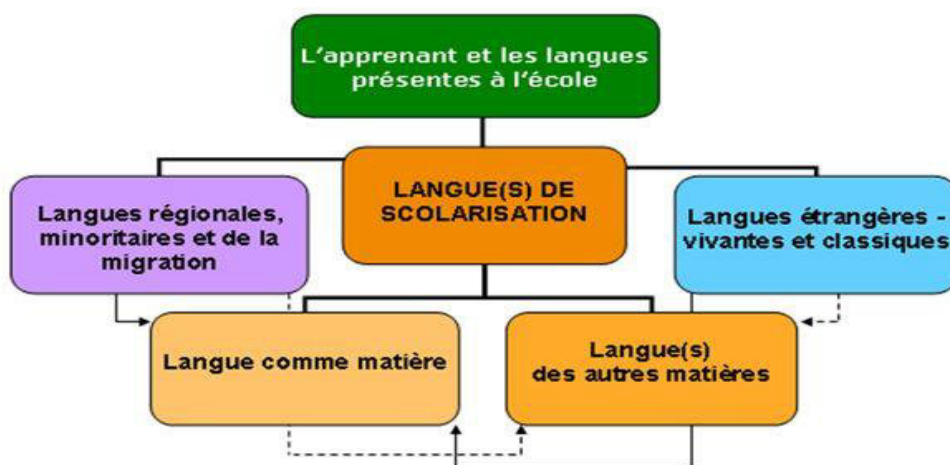 L'apprenant et les langues
présentes à l'école
LANGUE(S) DE
SCOLARISATION
Langues régionales,
minoritaires et de la
migration
Langues étrangères -
vivantes et classiques
Langue comme matière
Langue(s)
des autres matières